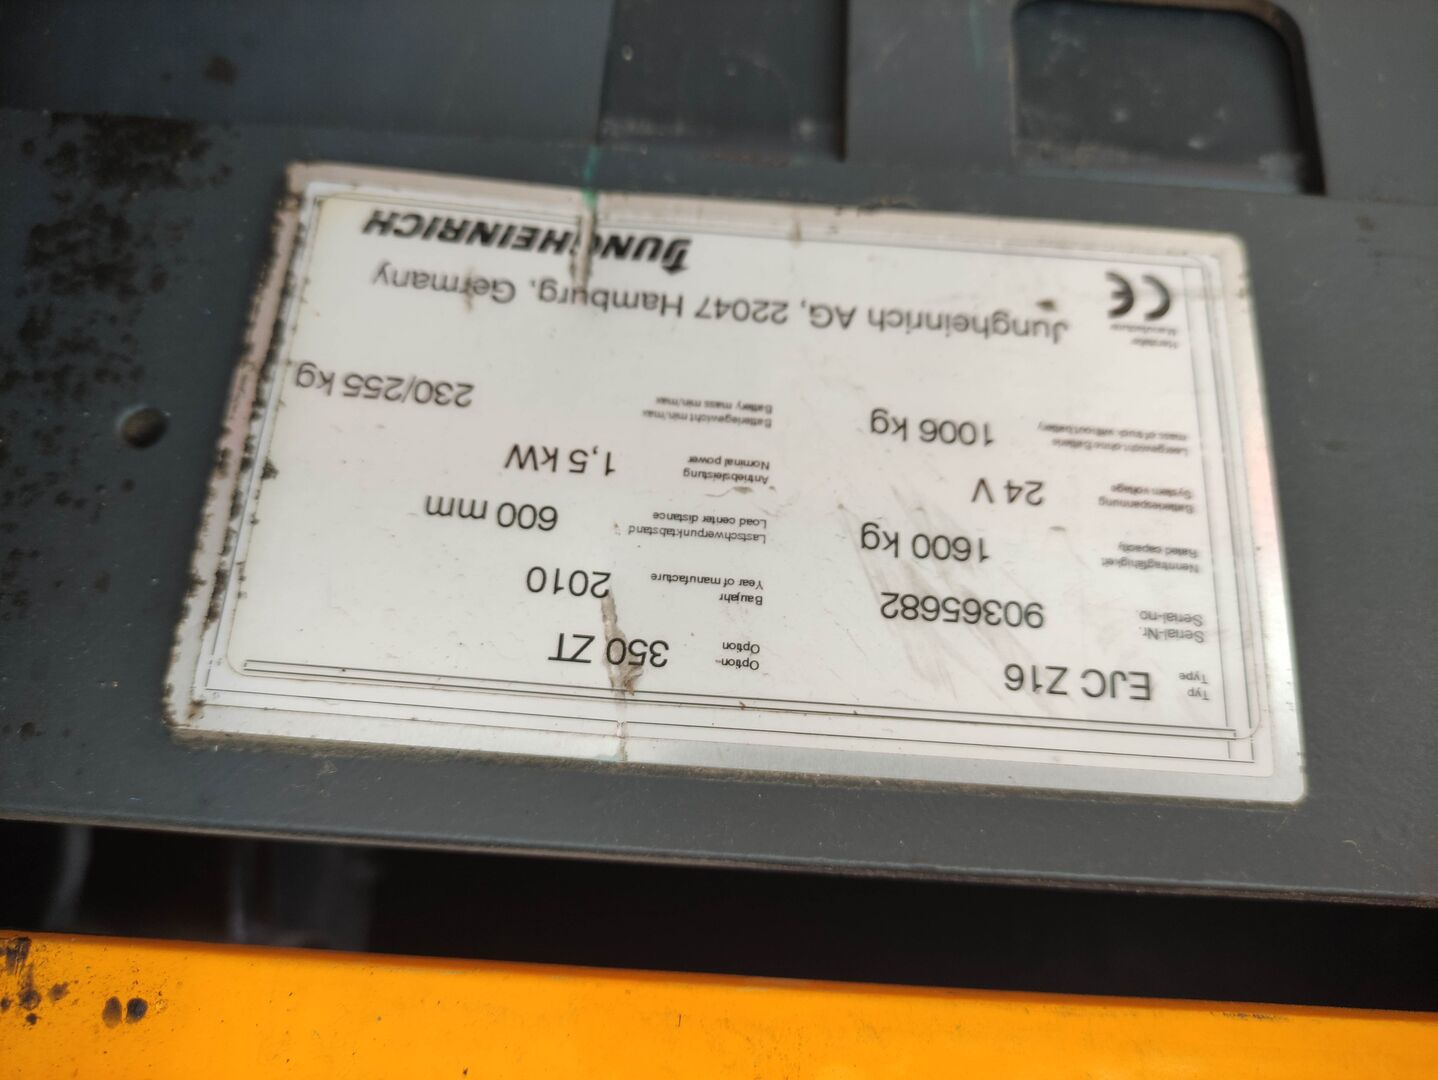 Typ
Type
EJC Z16
Option-
Option
350 ZT
Serial-Nr.
Serial-no.
90365682
Baujahr
Year of manufacture
2010
Nenntragfähigkeit
Rated capacity
1600 kg
Lastschwerpunktabstand
Load center distance
600 mm
Batteriespannung
System voltage
24 V
Antriebsleistung
Nominal power
1,5 kW
Leergewicht ohne Batterie
mass of truck without battery
1006 kg
Batteriegewicht min/max
Battery mass min/max
230/255 kg
Hersteller
Manufacturer
Jungheinrich AG, 22047 Hamburg, Germany
CE
JUNGHEINRICH